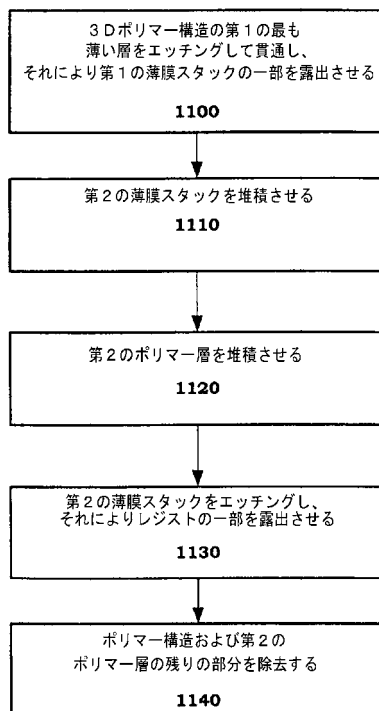 ３Ｄポリマー構造の第１の最も
薄い層をエッチングして貫通し、
それにより第１の薄膜スタックの一部を露出させる
1100
第２の薄膜スタックを堆積させる
1110
第２のポリマー層を堆積させる
1120
第２の薄膜スタックをエッチングし、
それによりレジストの一部を露出させる
1130
ポリマー構造および第２の
ポリマー層の残りの部分を除去する
1140